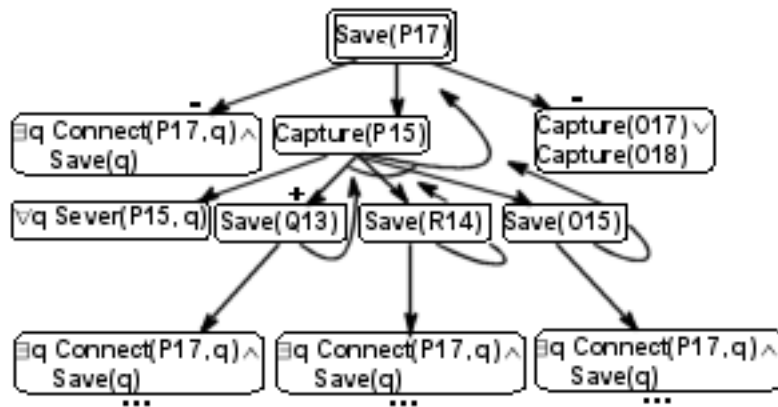 Save(P17)
-
-
∃q Connect(P17,q)∧
Save(q)
Capture(P15)
Capture(O17)∨
Capture(O18)
+
∀q Sever(P15,q)
Save(Q13)
Save(R14)
Save(O15)
∃q Connect(P17,q)∧
Save(q)
...
∃q Connect(P17,q)∧
Save(q)
...
∃q Connect(P17,q)∧
Save(q)
...